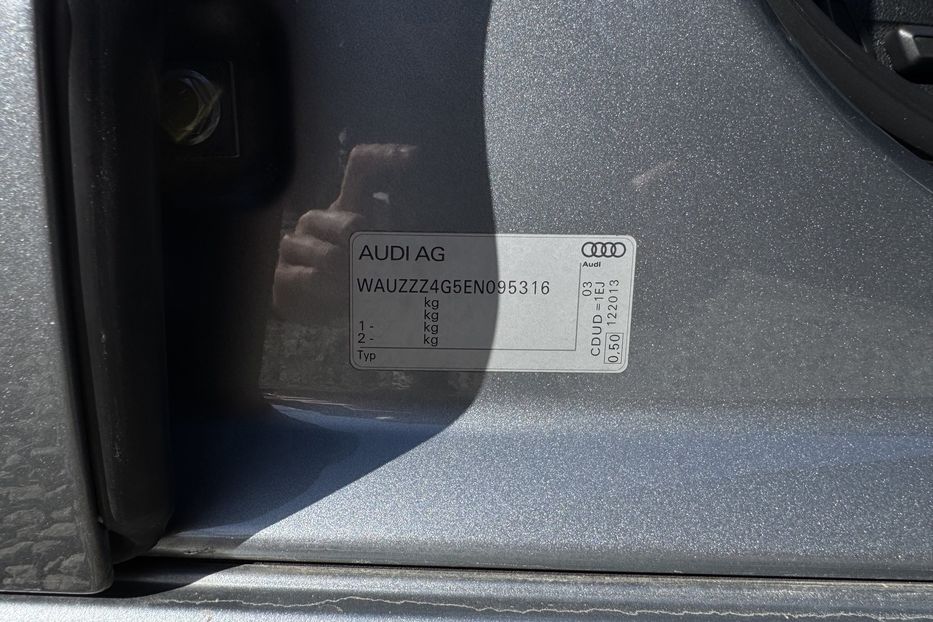 AUDI AG
Audi
WAUZZZ4G5EN095316
kg
kg
1 - kg
2 - kg
Typ
03
CDUD = 1EJ
0,50 122013